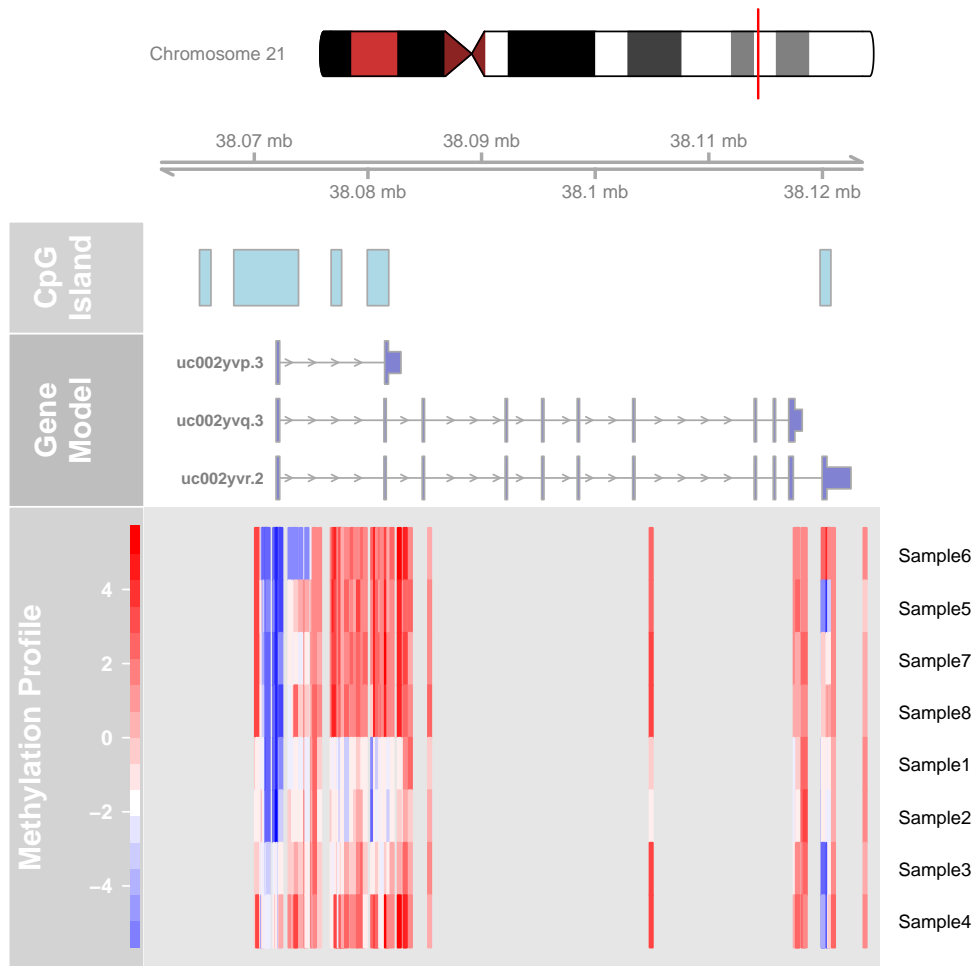 Chromosome 21
38.07 mb
38.09 mb
38.11 mb
38.08 mb
38.1 mb
38.12 mb
CpG
Island
Gene
Model
uc002yvp.3
uc002yvq.3
uc002yvr.2
Methylation Profile
4
2
0
−2
−4
Sample6
Sample5
Sample7
Sample8
Sample1
Sample2
Sample3
Sample4